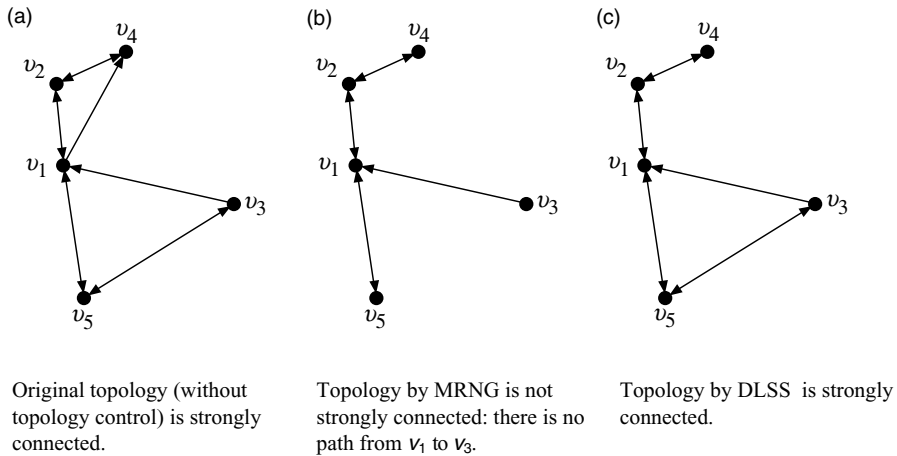 (a)
v4
v2
v1
v3
v5
Original topology (without
topology control) is strongly
connected.
(b)
v4
v2
v1
v3
v5
Topology by MRNG is not
strongly connected: there is no
path from v1 to v3.
(c)
v4
v2
v1
v3
v5
Topology by DLSS is strongly
connected.